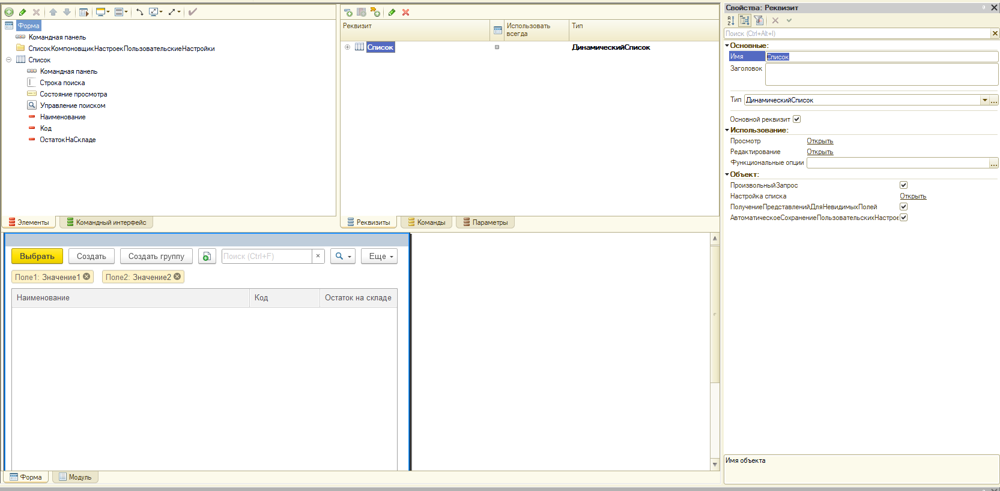 Форма
Командная панель
СписокКомпоновщикНастроекПользовательскиеНастройки
Список
Командная панель
Строка поиска
Состояние просмотра
Управление поиском
Наименование
Код
ОстатокНаСкладе
Элементы
Командный интерфейс
Реквизит
Использовать
всегда
Тип
Список
ДинамическийСписок
Реквизиты
Команды
Параметры
Выбрать
Создать
Создать группу
Поиск (Ctrl+F)
×
Еще
Поле1: Значение1
Поле2: Значение2
Наименование
Код
Остаток на складе
Форма
Модуль
Свойства: Реквизит
Поиск (Ctrl+Alt+I)
Основные:
Имя
Список
Заголовок
Тип
ДинамическийСписок
...
Основной реквизит
Использование:
Просмотр
Открыть
Редактирование
Открыть
Функциональные опции
...
Объект:
ПроизвольныйЗапрос
Настройка списка
Открыть
ПолучениеПредставленийДляНевидимыхПолей
АвтоматическоеСохранениеПользовательскихНастрое
Имя объекта